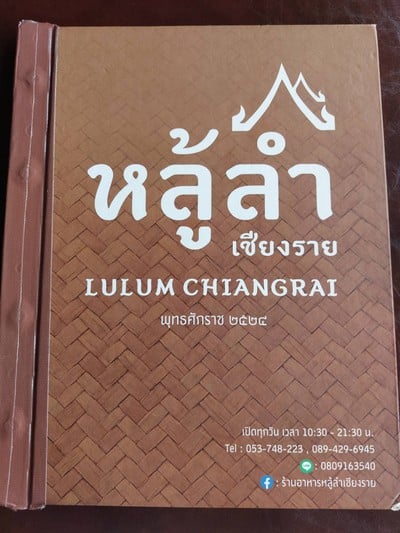 หลู้ลำ
เชียงราย
LULUM CHIANGRAI
พุทธศักราช ๒๕๒๔
เปิดทุกวัน เวลา 10:30 - 21:30 น.
Tel : 053-748-223 , 089-429-6945
: 0809163540
: ร้านอาหารหลู้ลำเชียงราย